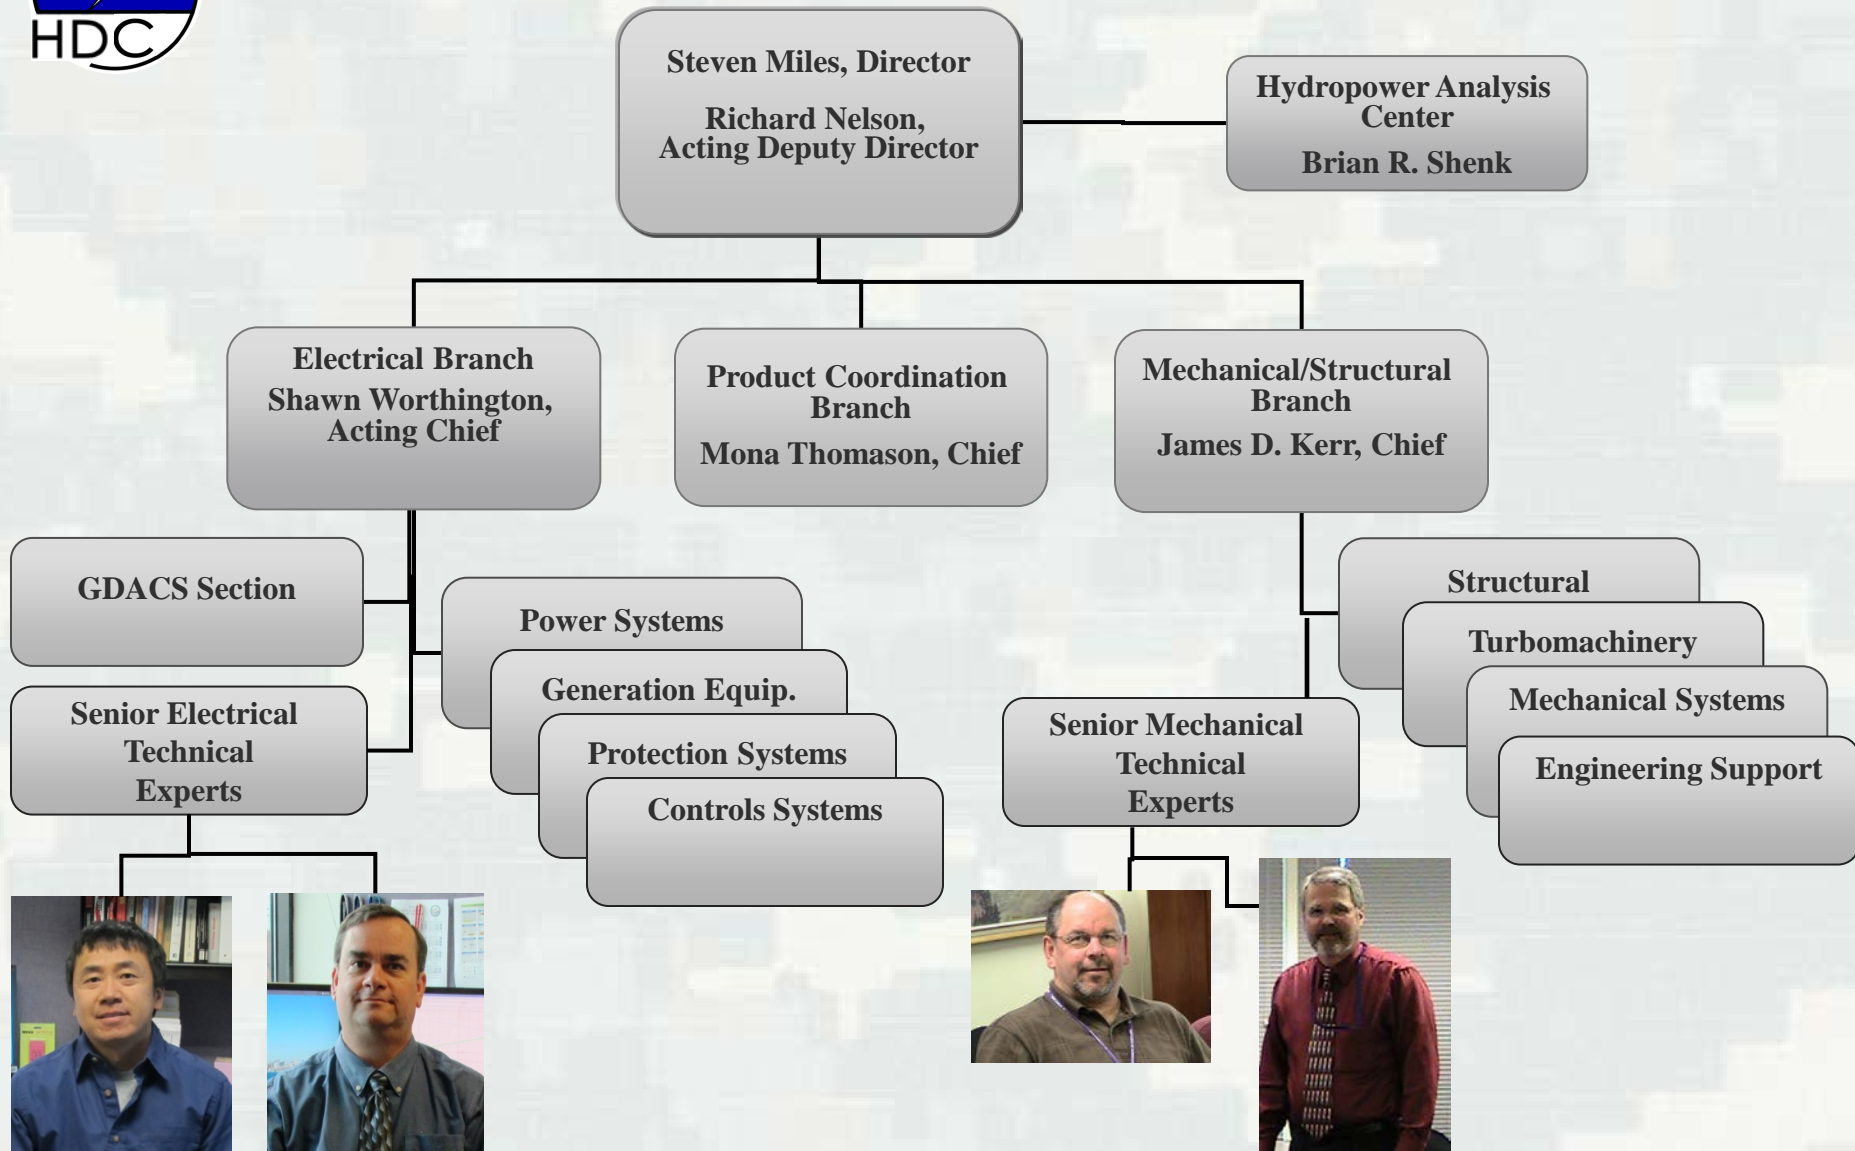 HDC
Steven Miles, Director
Richard Nelson,
Acting Deputy Director
Hydropower Analysis
Center
Brian R. Shenk
Electrical Branch
Shawn Worthington,
Acting Chief
Product Coordination
Branch
Mona Thomason, Chief
Mechanical/Structural
Branch
James D. Kerr, Chief
GDACS Section
Senior Electrical
Technical
Experts
Power Systems
Generation Equip.
Protection Systems
Controls Systems
Senior Mechanical
Technical
Experts
Structural
Turbomachinery
Mechanical Systems
Engineering Support